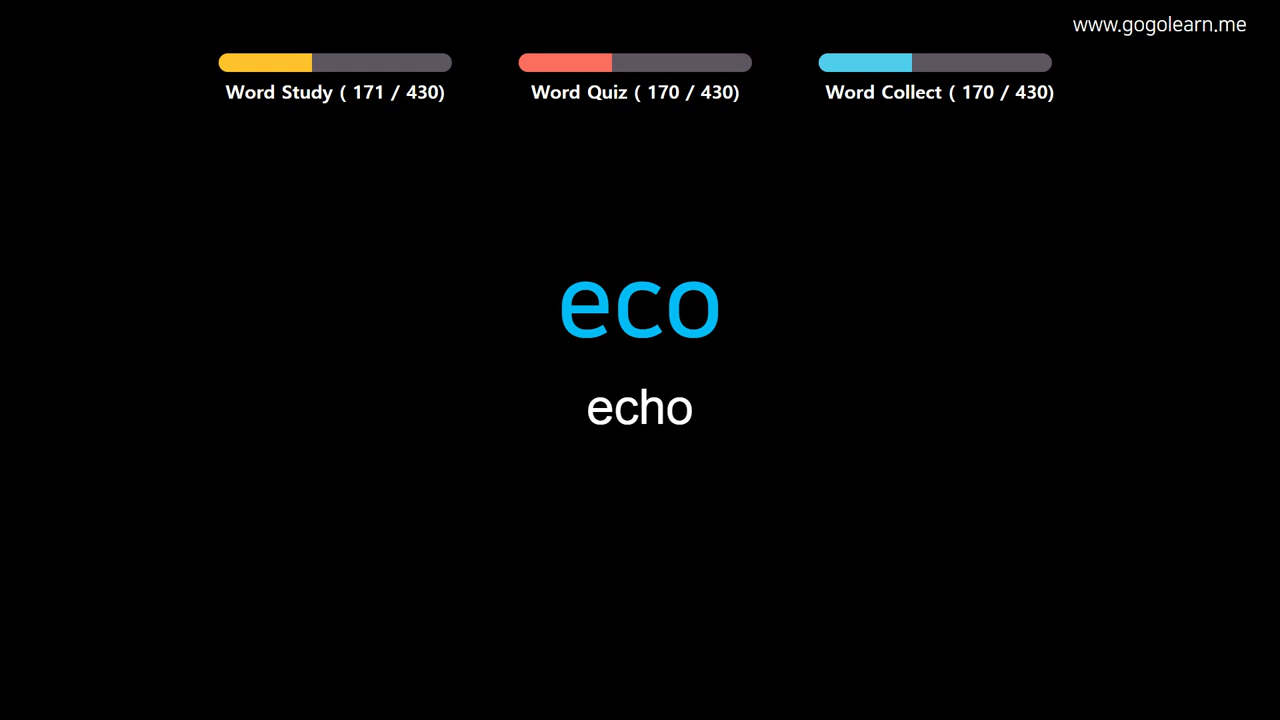 www.gogolearn.me
Word Study ( 171 / 430)
Word Quiz ( 170 / 430)
Word Collect ( 170 / 430)
eco
echo